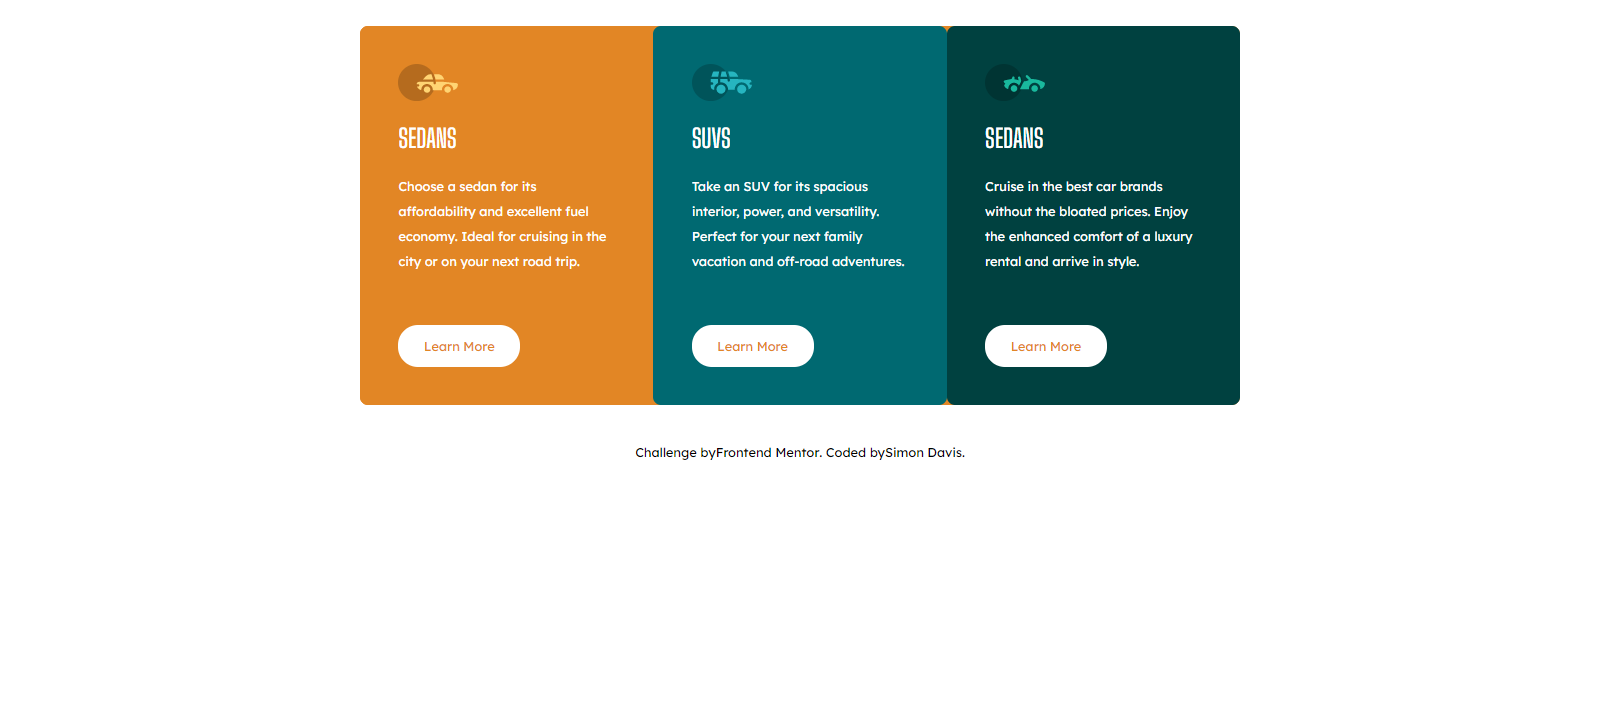 SEDANS
Choose a sedan for its
affordability and excellent fuel
economy. Ideal for cruising in the
city or on your next road trip.
Learn More
SUVS
Take an SUV for its spacious
interior, power, and versatility.
Perfect for your next family
vacation and off-road adventures.
Learn More
SEDANS
Cruise in the best car brands
without the bloated prices. Enjoy
the enhanced comfort of a luxury
rental and arrive in style.
Learn More
Challenge byFrontend Mentor. Coded bySimon Davis.